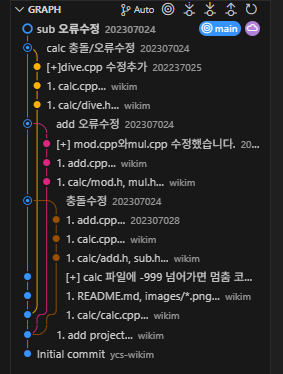 GRAPH Auto
sub 오류수정 202307024 main
calc 충돌/오류수정 202307024
[+]dive.cpp 수정추가 202237025
1. calc.cpp... wikim
1. calc/dive.h... wikim
add 오류수정 202307024
[+] mod.cpp와mul.cpp 수정했습니다. 20...
1. add.cpp... wikim
1. calc/mod.h, mul.h... wikim
충돌수정 202307024
1. add.cpp... 202307028
1. calc.cpp... wikim
1. calc/add.h, sub.h... wikim
[+] calc 파일에 -999 넘어가면 멈춤 코...
1. README.md, images/*.png... wikim
1. calc/calc.cpp... wikim
1. add project... wikim
Initial commit ycs-wikim